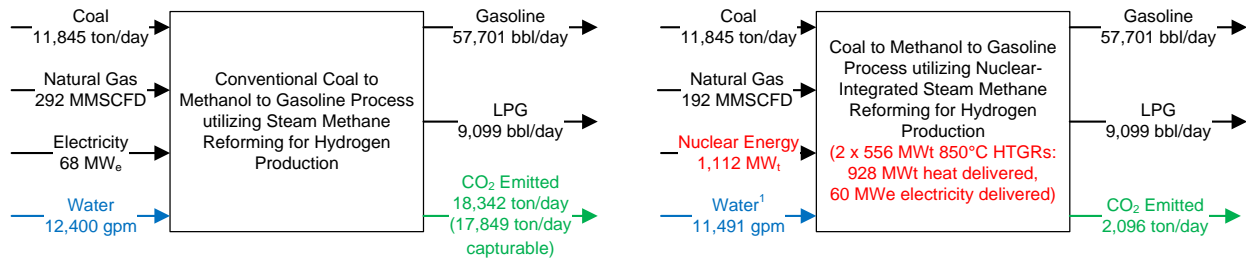 Coal
11,845 ton/day
Natural Gas
292 MMSCFD
Electricity
68 MWe
Water
12,400 gpm
Conventional Coal to
Methanol to Gasoline Process
utilizing Steam Methane
Reforming for Hydrogen
Production
Gasoline
57,701 bbl/day
LPG
9,099 bbl/day
CO2 Emitted
18,342 ton/day
(17,849 ton/day
capturable)
Coal
11,845 ton/day
Natural Gas
192 MMSCFD
Nuclear Energy
1,112 MWt
Water1
11,491 gpm
Coal to Methanol to Gasoline
Process utilizing Nuclear-
Integrated Steam Methane
Reforming for Hydrogen
Production
(2 x 556 MWt 850°C HTGRs:
928 MWt heat delivered,
60 MWe electricity delivered)
Gasoline
57,701 bbl/day
LPG
9,099 bbl/day
CO2 Emitted
2,096 ton/day